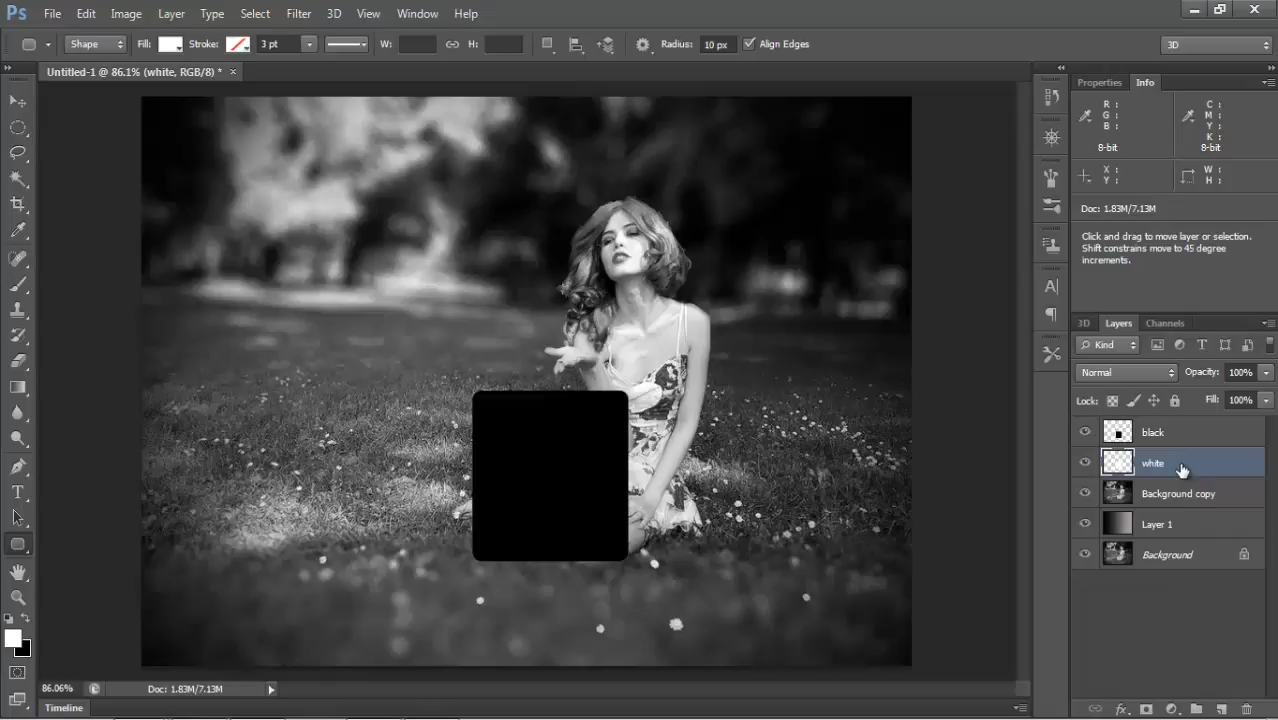 Ps File Edit Image Layer Type Select Filter 3D View Window Help
Shape Fill: Stroke: 3 pt W: H: Radius: 10 px Align Edges 3D
Untitled-1 @ 86.1% (white, RGB/8) * ×
Properties Info
R : C :
G : M :
B : Y :
K :
8-bit 8-bit
X : W :
Y : H :
Doc: 1.83M/7.13M
Click and drag to move layer or selection.
Shift constrains move to 45 degree
increments.
3D Layers Channels
Kind
Normal Opacity: 100%
Lock: Fill: 100%
black
white
Background copy
Layer 1
Background
86.06% Doc: 1.83M/7.13M
Timeline